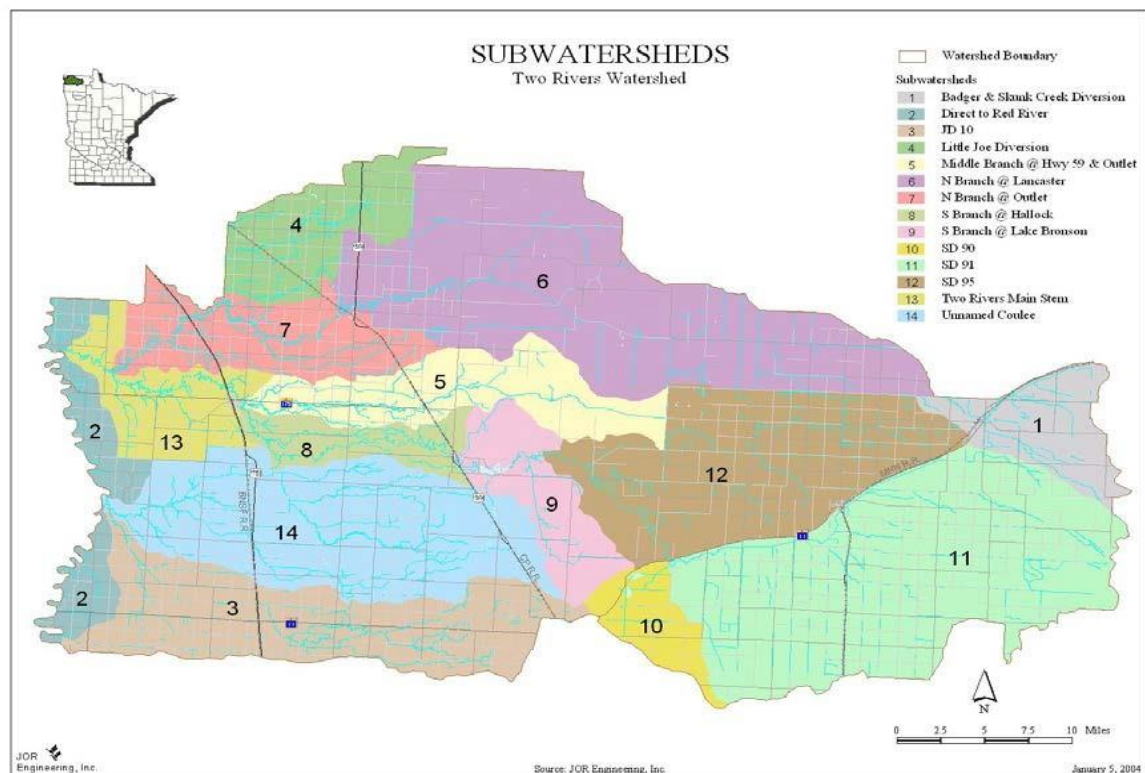 SUBWATERSHEDS
Two Rivers Watershed
Watershed Boundary
Subwatersheds
1 Badger & Skunk Creek Diversion
2 Direct to Red River
3 JD 10
4 Little Joe Diversion
5 Middle Branch @ Hwy 59 & Outlet
6 N Branch @ Lancaster
7 N Branch @ Outlet
8 S Branch @ Hallock
9 S Branch @ Lake Bronson
10 SD 90
11 SD 91
12 SD 95
13 Two Rivers Main Stem
14 Unnamed Coulee
4
6
7
5
2
13
8
1
12
9
14
11
BNSF R.R.
CP R.R.
2
3
10
N
0 2.5 5 7.5 10 Miles
JOR
Engineering, Inc.
Source: JOR Engineering, Inc.
January 5, 2004